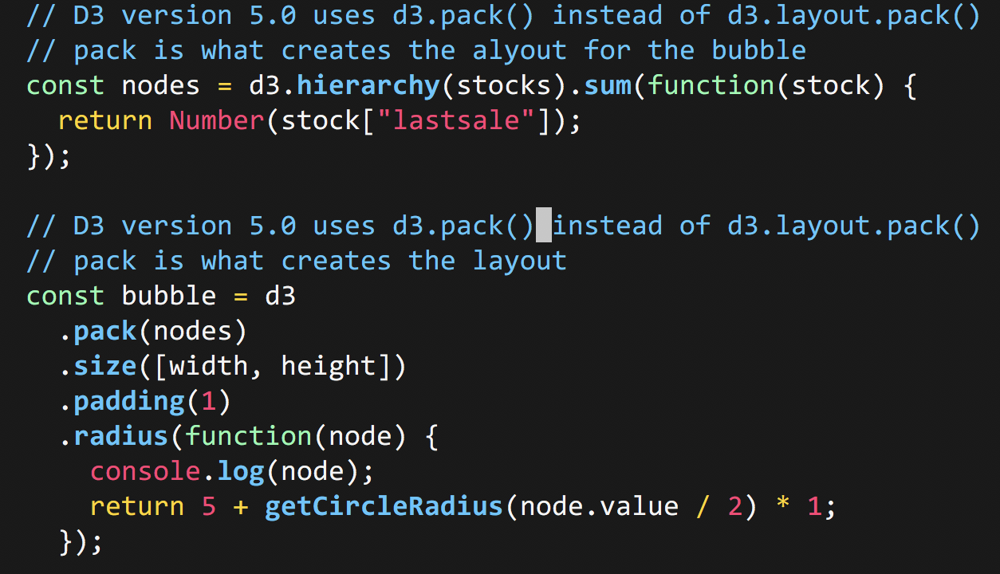 // D3 version 5.0 uses d3.pack() instead of d3.layout.pack()
// pack is what creates the alyout for the bubble
const nodes = d3.hierarchy(stocks).sum(function(stock) {
  return Number(stock["lastsale"]);
});

// D3 version 5.0 uses d3.pack() instead of d3.layout.pack()
// pack is what creates the layout
const bubble = d3
  .pack(nodes)
  .size([width, height])
  .padding(1)
  .radius(function(node) {
    console.log(node);
    return 5 + getCircleRadius(node.value / 2) * 1;
  });